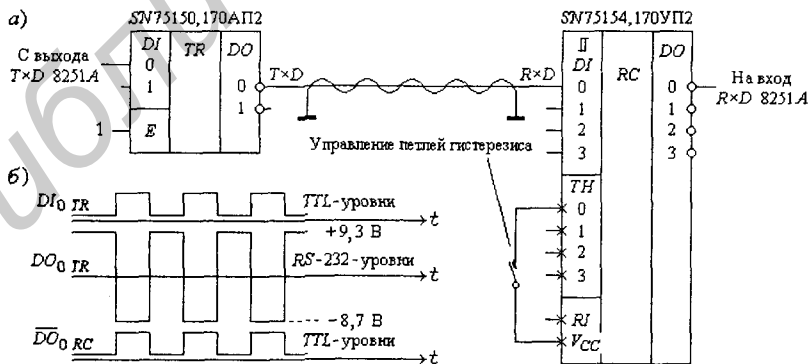 а)
SN75150,170АП2
SN75154,170УП2
С выхода
T×D 8251A
DI
TR
DO
0
1
0
1
1
E
T×D
R×D
DI
RC
DO
0
1
2
3
0
1
2
3
На вход
R×D 8251A
Управление петлей гистерезиса
TH
0
1
2
3
RI
VCC
б)
DI0 TR
TTL-уровни
t
+9,3 В
DO0 TR
RS-232-уровни
t
-8,7 В
DO0 RC
TTL-уровни
t